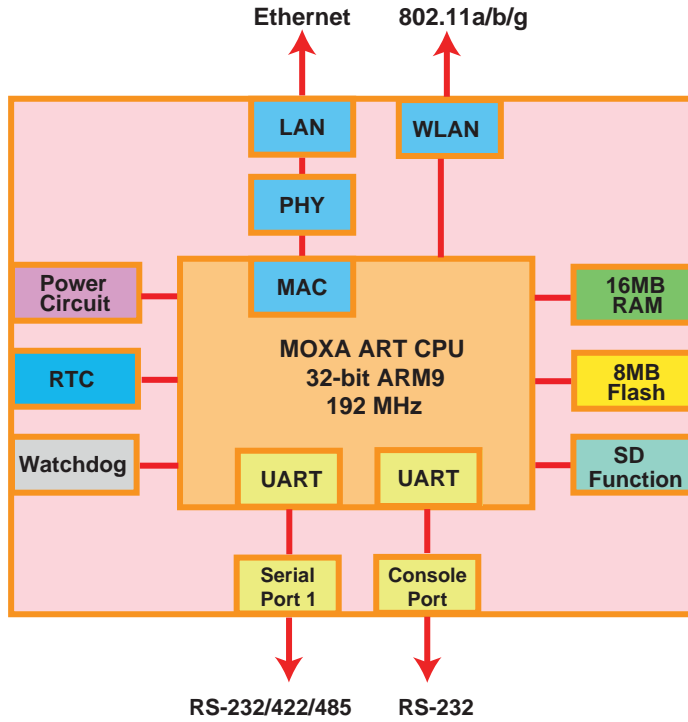 Ethernet
802.11a/b/g
LAN
WLAN
PHY
MAC
Power
Circuit
16MB
RAM
MOXA ART CPU
32-bit ARM9
192 MHz
RTC
8MB
Flash
Watchdog
SD
Function
UART
UART
Serial
Port 1
Console
Port
RS-232/422/485
RS-232